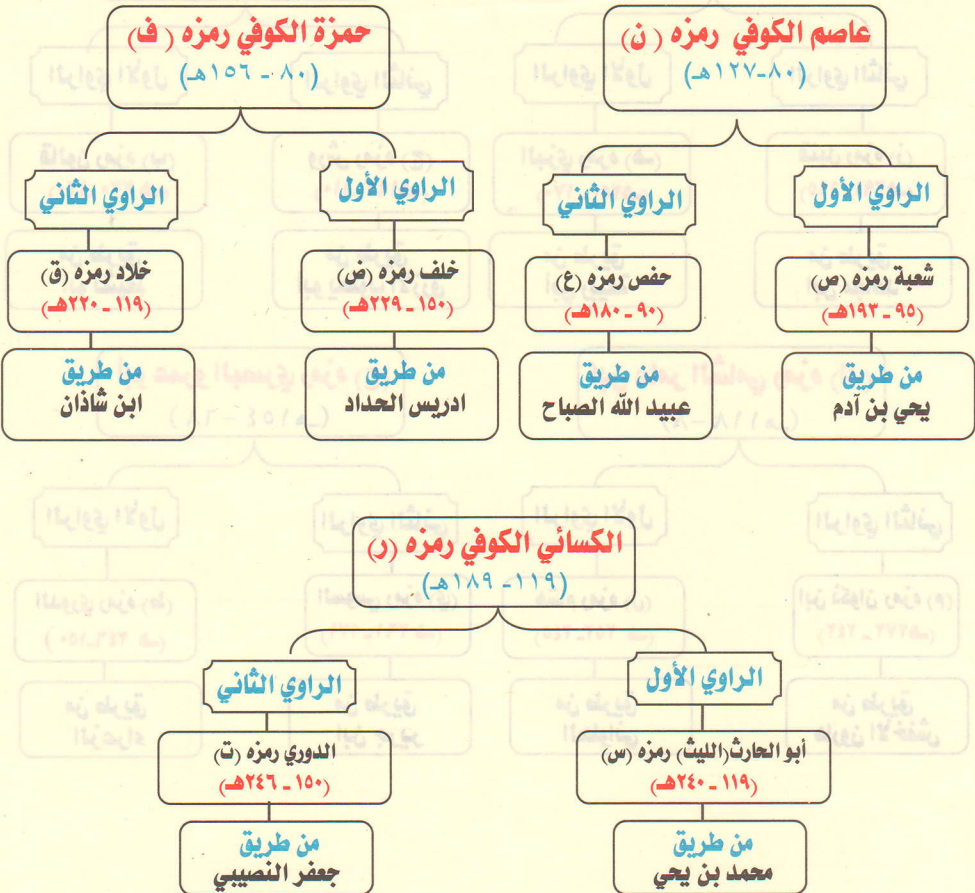 عاصم الكوفي رمزه (ن)
(٨٠-١٢٧هـ)
الراوي الأول
شعبة رمزه (ص)
(٩٥ - ١٩٣هـ)
من طريق
يحي بن آدم
الراوي الثاني
حفص رمزه (ع)
(٩٠ - ١٨٠هـ)
من طريق
عبيد الله الصباح
حمزة الكوفي رمزه (ف)
(٨٠ - ١٥٦هـ)
الراوي الأول
خلف رمزه (ض)
(١٥٠ - ٢٢٩هـ)
من طريق
ادريس الحداد
الراوي الثاني
خلاد رمزه (ق)
(١١٩ - ٢٢٠هـ)
من طريق
ابن شاذان
الكسائي الكوفي رمزه (ر)
(١١٩ - ١٨٩هـ)
الراوي الأول
أبو الحارث(الليث) رمزه (س)
(١١٩ - ٢٤٠هـ)
من طريق
محمد بن يحي
الراوي الثاني
الدوري رمزه (ت)
(١٥٠ - ٢٤٦هـ)
من طريق
جعفر النصيبي